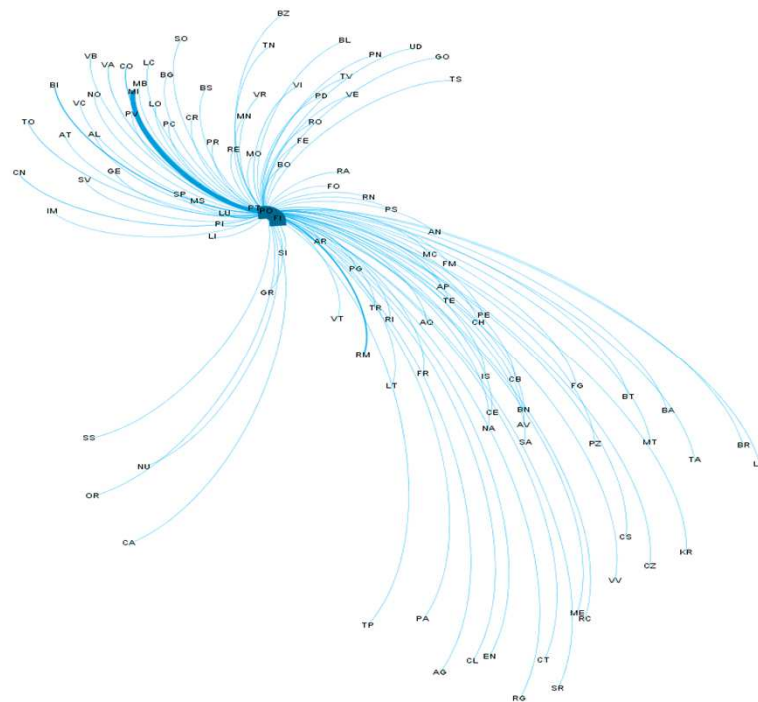 BZ
SO
TN
BL
PN
UD
GO
TS
VB
VA
CO
LC
BG
BI
MB
MI
BS
VR
VI
TV
PD
VE
NO
VC
LO
PV
PC
CR
MN
RO
TO
AT
AL
PR
RE
MO
FE
BO
CN
SV
GE
RA
FO
RN
SP
MS
IM
LU
PT
PO
FI
PS
PI
LI
AN
AR
SI
MC
FM
PG
GR
AP
TE
TR
RI
VT
AQ
PE
CH
RM
LT
FR
IS
CB
FG
BT
CE
BN
BA
NA
AV
SA
PZ
MT
BR
TA
L
SS
NU
OR
CA
CS
KR
CZ
VV
TP
PA
ME
RC
AG
CL
EN
CT
RG
SR